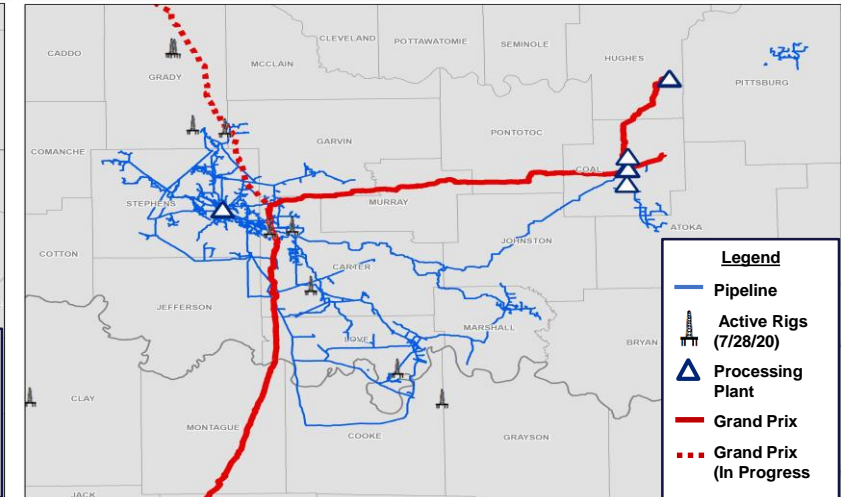 CLEVELAND
POTTAWATOMIE
SEMINOLE
CADDO
MCCLAIN
HUGHES
GRADY
PITTSBURG
PONTOTOC
GARVIN
COMANCHE
COAL
STEPHENS
MURRAY
ATOKA
JOHNSTON
COTTON
CARTER
JEFFERSON
MARSHALL
LOVE
BRYAN
CLAY
MONTAGUE
COOKE
GRAYSON
JACK
Legend
Pipeline
Active Rigs
(7/28/20)
Processing
Plant
Grand Prix
Grand Prix
(In Progress